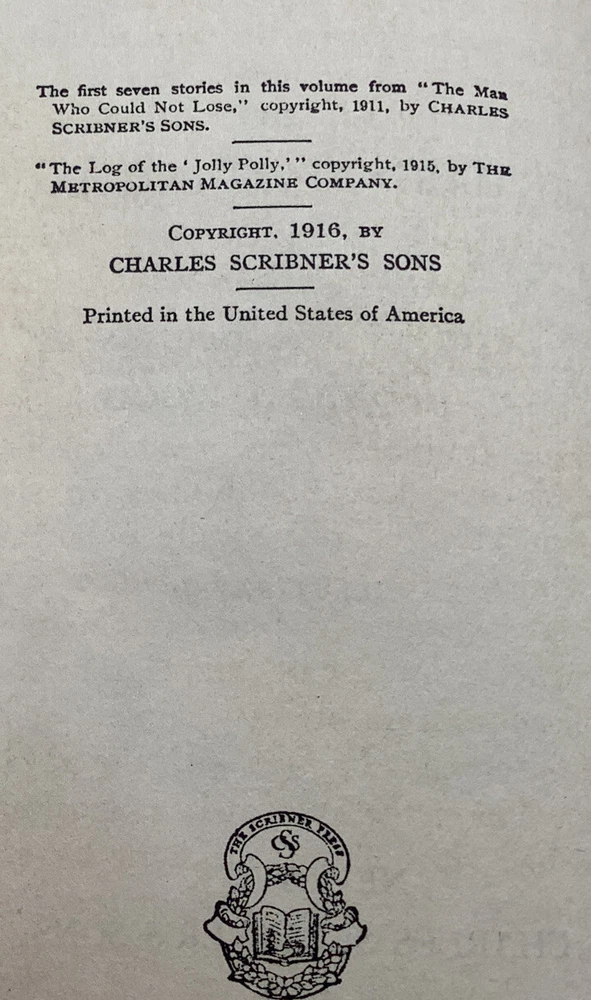 The first seven stories in this volume from “The Man
Who Could Not Lose,” copyright, 1911, by CHARLES
SCRIBNER'S SONS.
“The Log of the ‘Jolly Polly,’” copyright, 1915, by THE
METROPOLITAN MAGAZINE COMPANY.
COPYRIGHT, 1916, BY
CHARLES SCRIBNER'S SONS
Printed in the United States of America
THE SCRIBNER PRESS
CSS